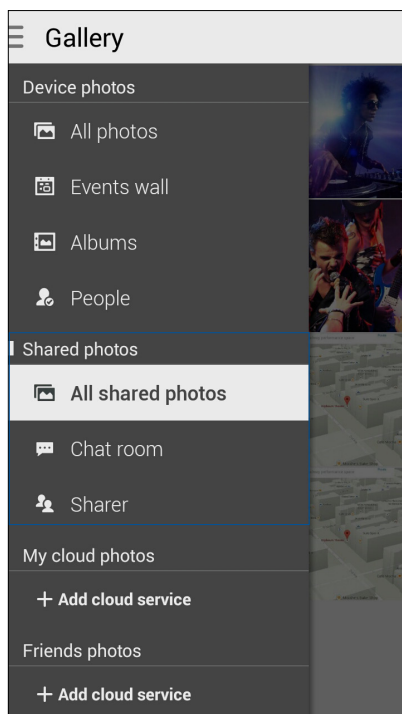 Gallery
Device photos
All photos
Events wall
Albums
People
Shared photos
All shared photos
Chat room
Sharer
My cloud photos
+ Add cloud service
Friends photos
+ Add cloud service